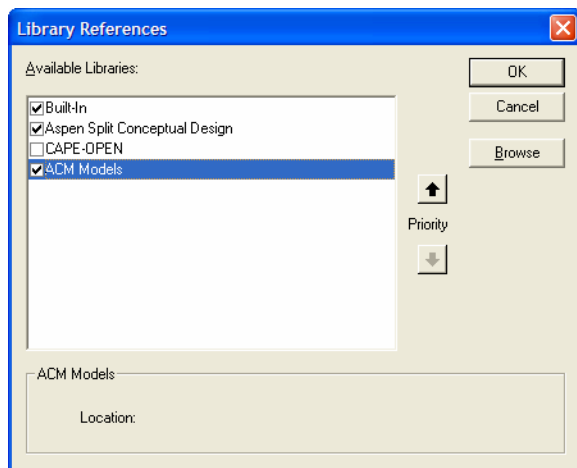 Library References
Available Libraries:
OK
Built-In
Cancel
Aspen Split Conceptual Design
CAPE-OPEN
Browse
ACM Models
Priority
ACM Models
Location: